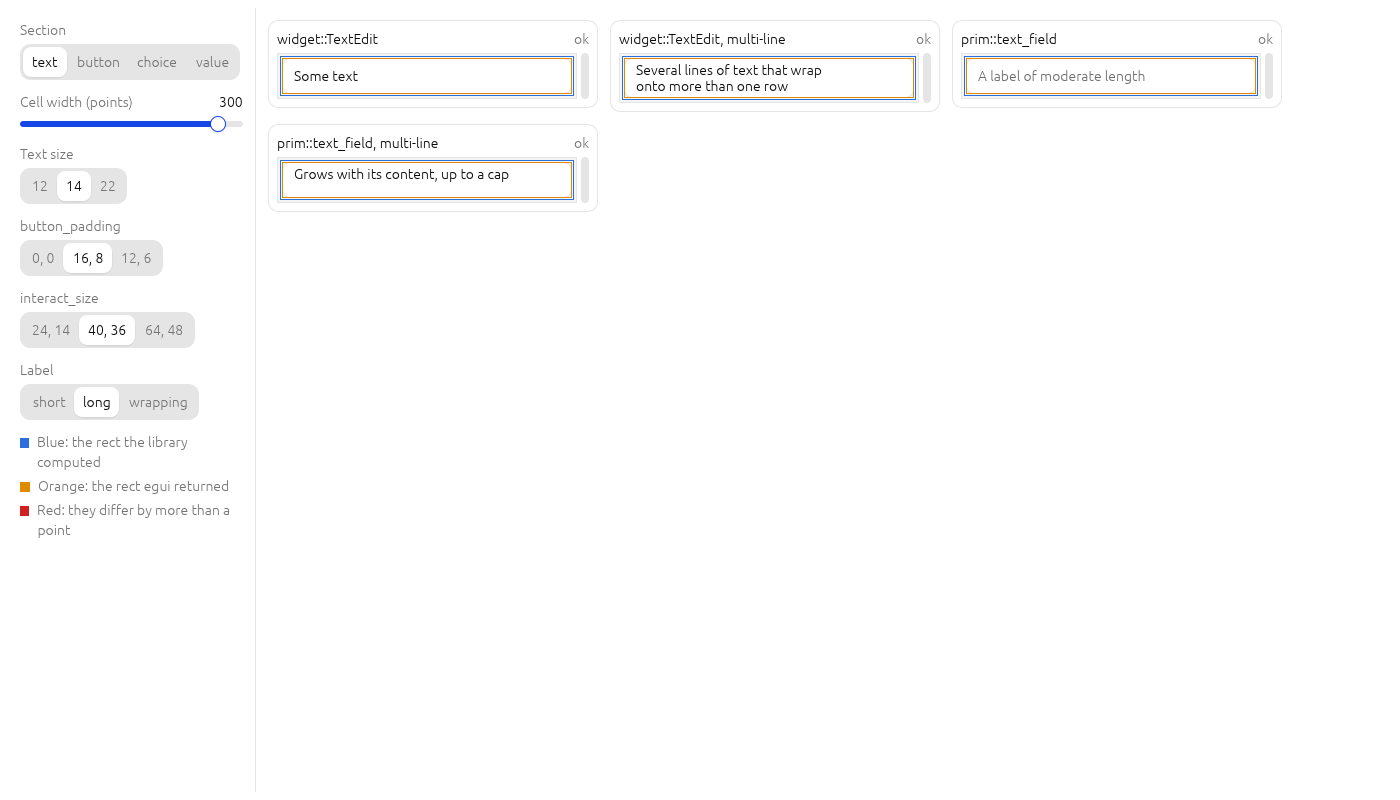 Section
text button choice value
Cell width (points) 300
Text size
12 14 22
button_padding
0, 0 16, 8 12, 6
interact_size
24, 14 40, 36 64, 48
Label
short long wrapping
Blue: the rect the library
computed
Orange: the rect egui returned
Red: they differ by more than a
point
widget::TextEdit ok
Some text
widget::TextEdit, multi-line ok
Several lines of text that wrap
onto more than one row
prim::text_field ok
A label of moderate length
prim::text_field, multi-line ok
Grows with its content, up to a cap